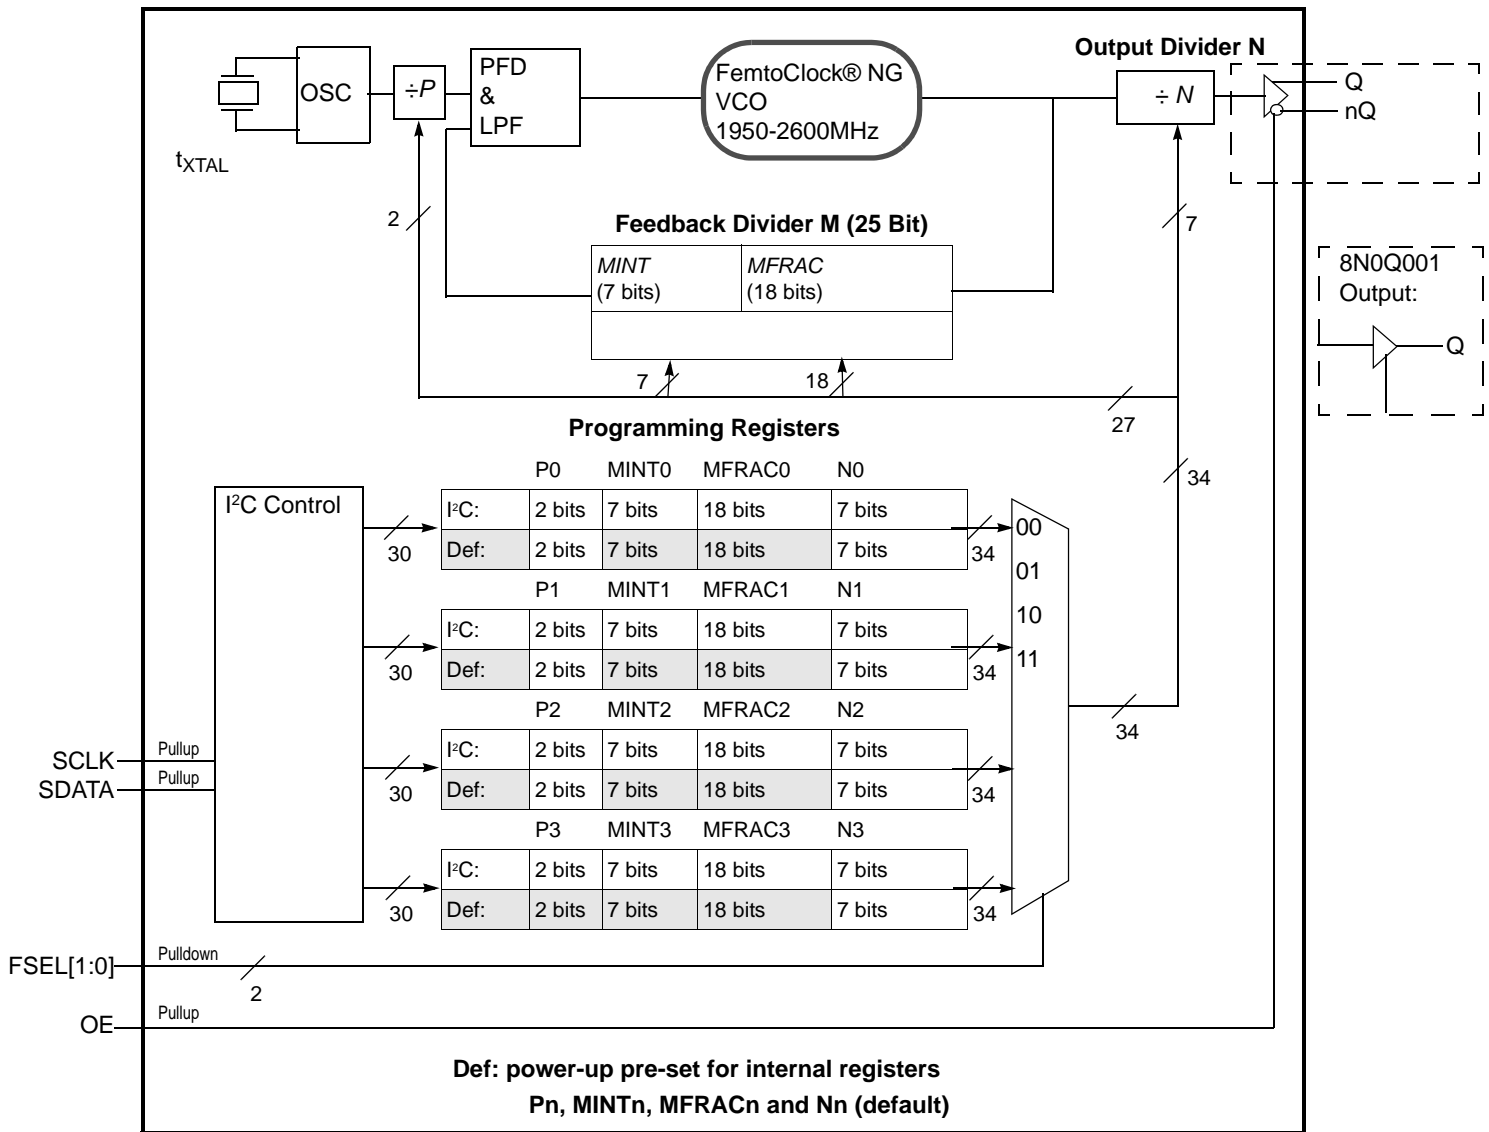 Output Divider N
OSC
÷P
PFD
&
LPF
FemtoClock® NG
VCO
1950-2600MHz
÷ N
Q
nQ
tXTAL
2
7
Feedback Divider M (25 Bit)
MINT
(7 bits)
MFRAC
(18 bits)
8N0Q001
Output:
Q
7
18
27
Programming Registers
34
P0 MINT0 MFRAC0 N0
I²C Control
I²C: 2 bits 7 bits 18 bits 7 bits
Def: 2 bits 7 bits 18 bits 7 bits
30
34
00
01
10
11
P1 MINT1 MFRAC1 N1
I²C: 2 bits 7 bits 18 bits 7 bits
Def: 2 bits 7 bits 18 bits 7 bits
30
34
P2 MINT2 MFRAC2 N2
34
I²C: 2 bits 7 bits 18 bits 7 bits
Def: 2 bits 7 bits 18 bits 7 bits
30
34
SCLK Pullup
SDATA Pullup
P3 MINT3 MFRAC3 N3
I²C: 2 bits 7 bits 18 bits 7 bits
Def: 2 bits 7 bits 18 bits 7 bits
30
34
FSEL[1:0] Pulldown
2
OE Pullup
Def: power-up pre-set for internal registers
Pn, MINTn, MFRACn and Nn (default)